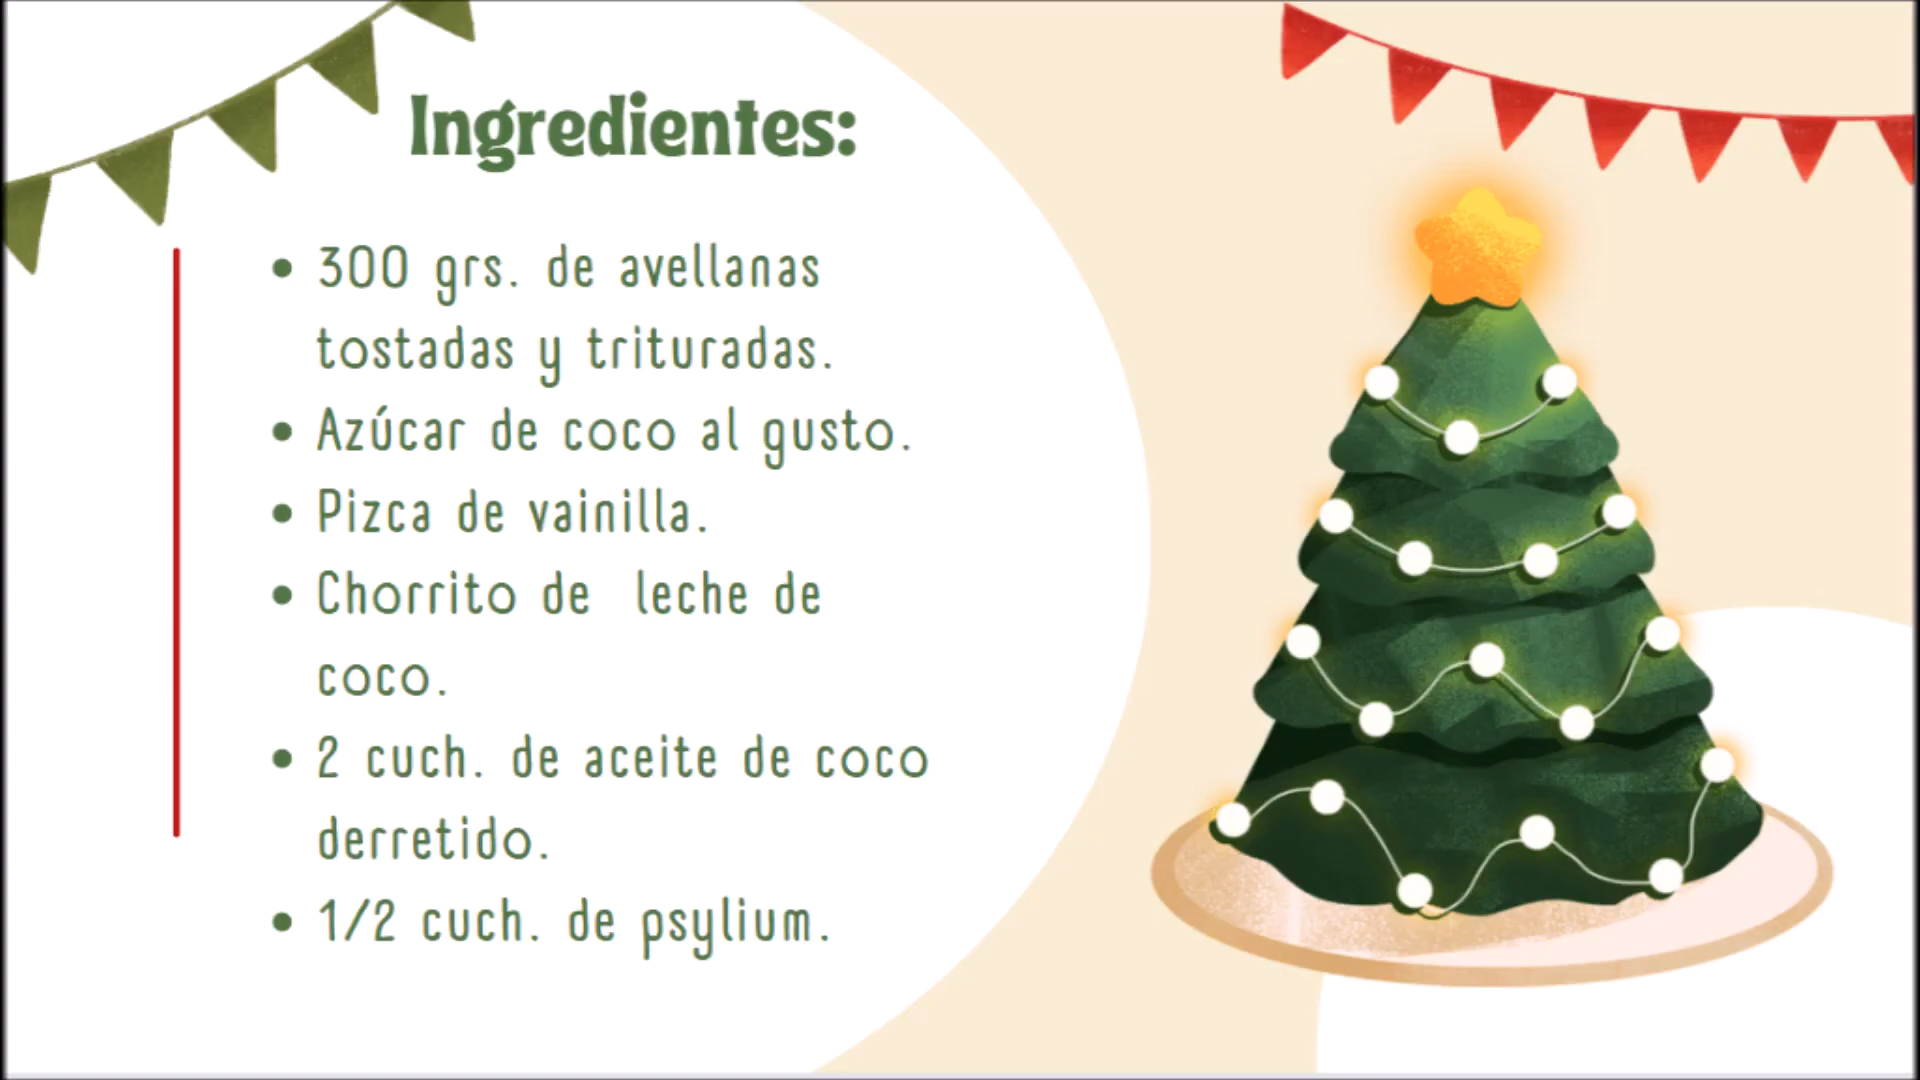 Ingredientes:
• 300 grs. de avellanas
tostadas y trituradas.
• Azúcar de coco al gusto.
• Pizca de vainilla.
• Chorrito de  leche de
coco.
• 2 cuch. de aceite de coco
derretido.
• 1/2 cuch. de psylium.